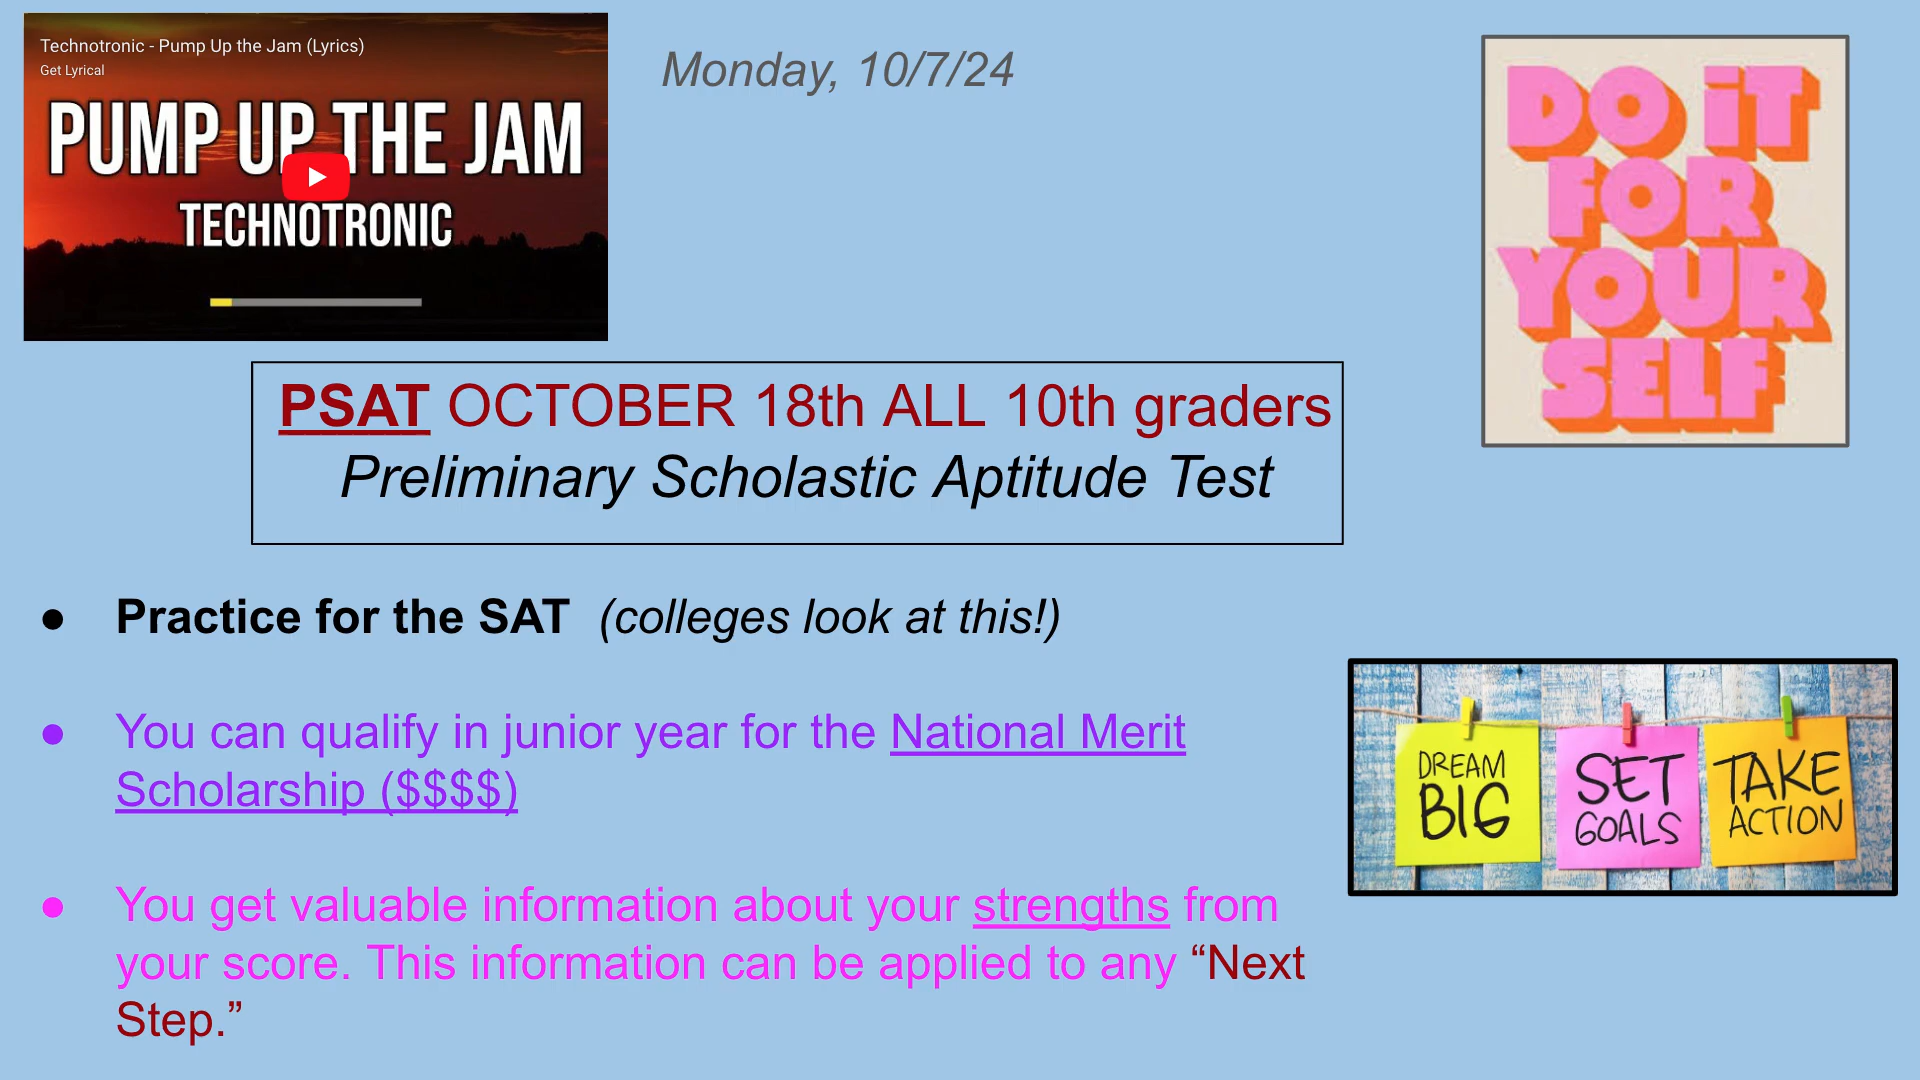 Technotronic - Pump Up the Jam (Lyrics)
Get Lyrical
PUMP UP THE JAM
TECHNOTRONIC
Monday, 10/7/24
DO iT
FOR
YOUR
SELF
PSAT OCTOBER 18th ALL 10th graders
Preliminary Scholastic Aptitude Test
● Practice for the SAT (colleges look at this!)
● You can qualify in junior year for the National Merit
Scholarship ($$$$)
● You get valuable information about your strengths from
your score. This information can be applied to any “Next
Step.”
DREAM
BIG
SET
GOALS
TAKE
ACTION